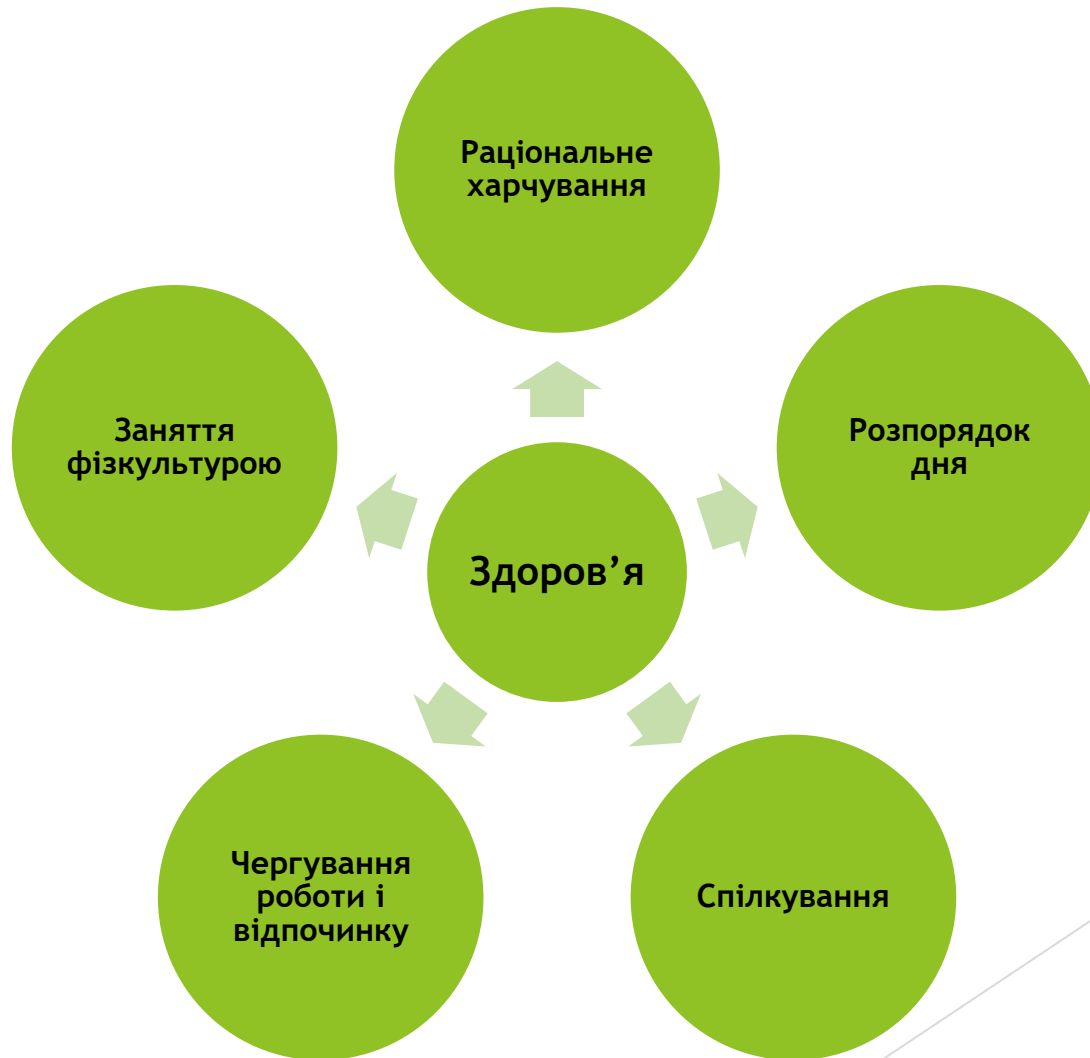 Раціональне
харчування
Заняття
фізкультурою
Розпорядок
дня
Здоров’я
Чергування
роботи і
відпочинку
Спілкування